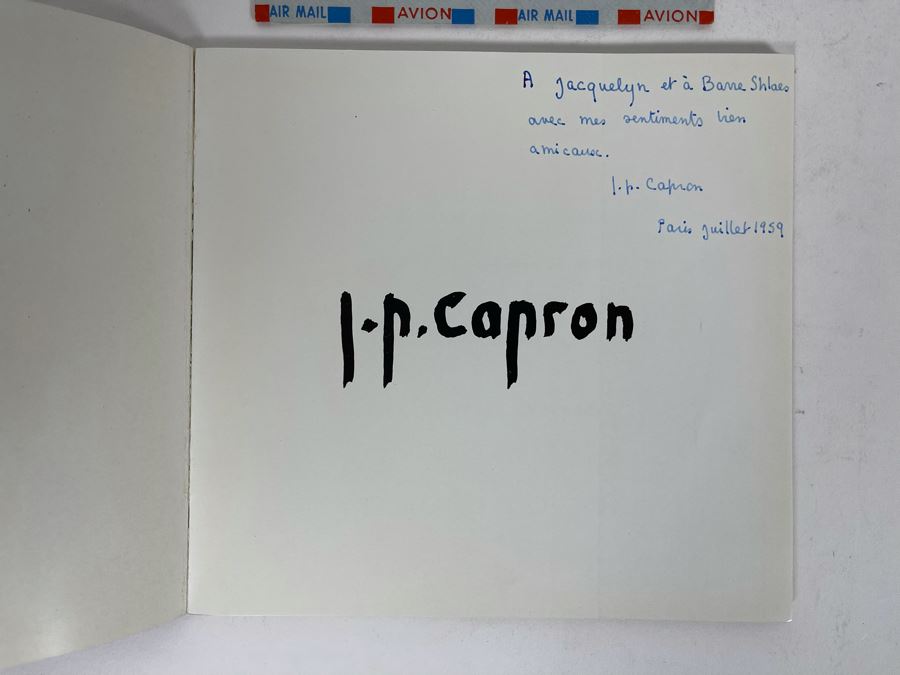 AIR MAIL AVION AIR MAIL AVION
A Jacquelyn et à Barre Shlaes
avec mes sentiments bien
amicaux.
J.p. Capron
Paris juillet 1959
J.p. Capron